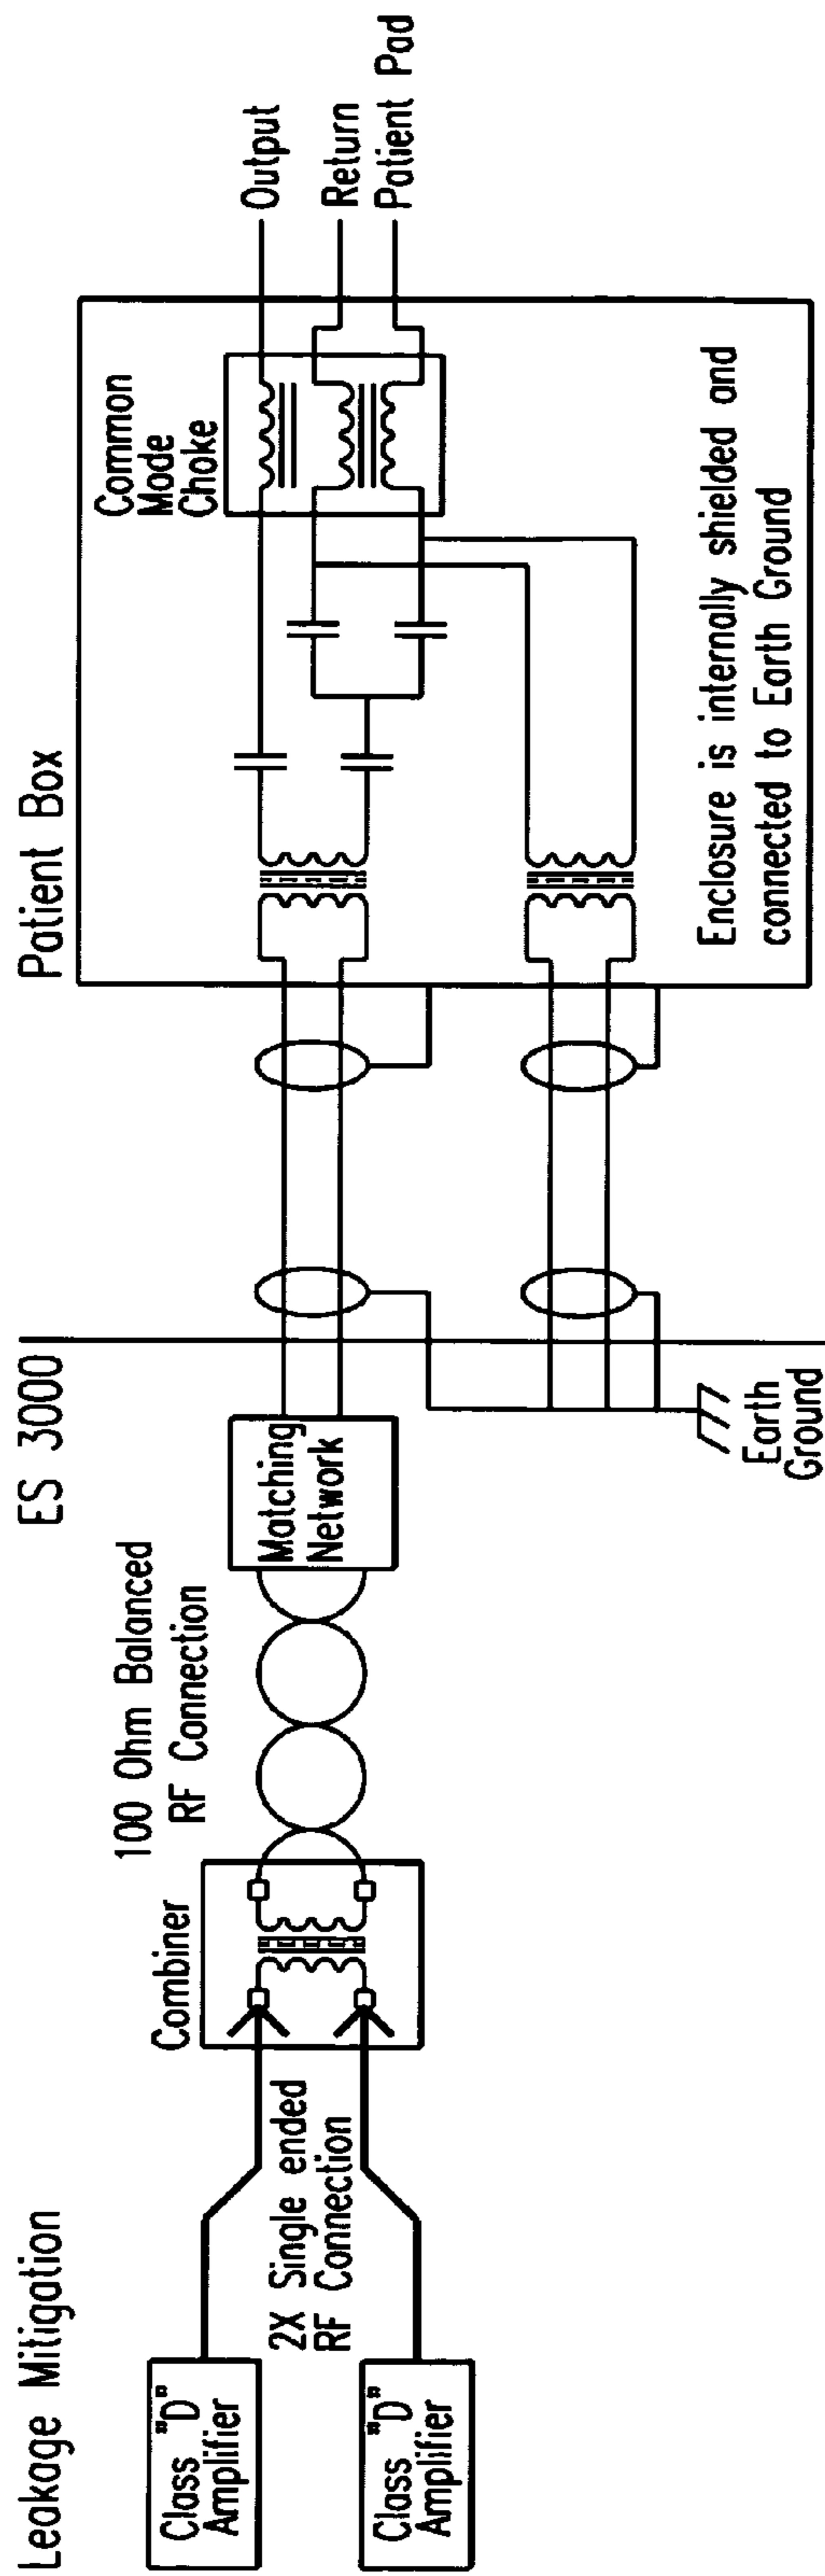 Leakage Mitigation
ES 3000
Patient Box
Class "D"
Amplifier
Class "D"
Amplifier
2X Single ended
RF Connection
Combiner
100 Ohm Balanced
RF Connection
Matching
Network
Earth
Ground
Common
Mode
Choke
Output
Return
Patient Pad
Enclosure is internally shielded and
connected to Earth Ground